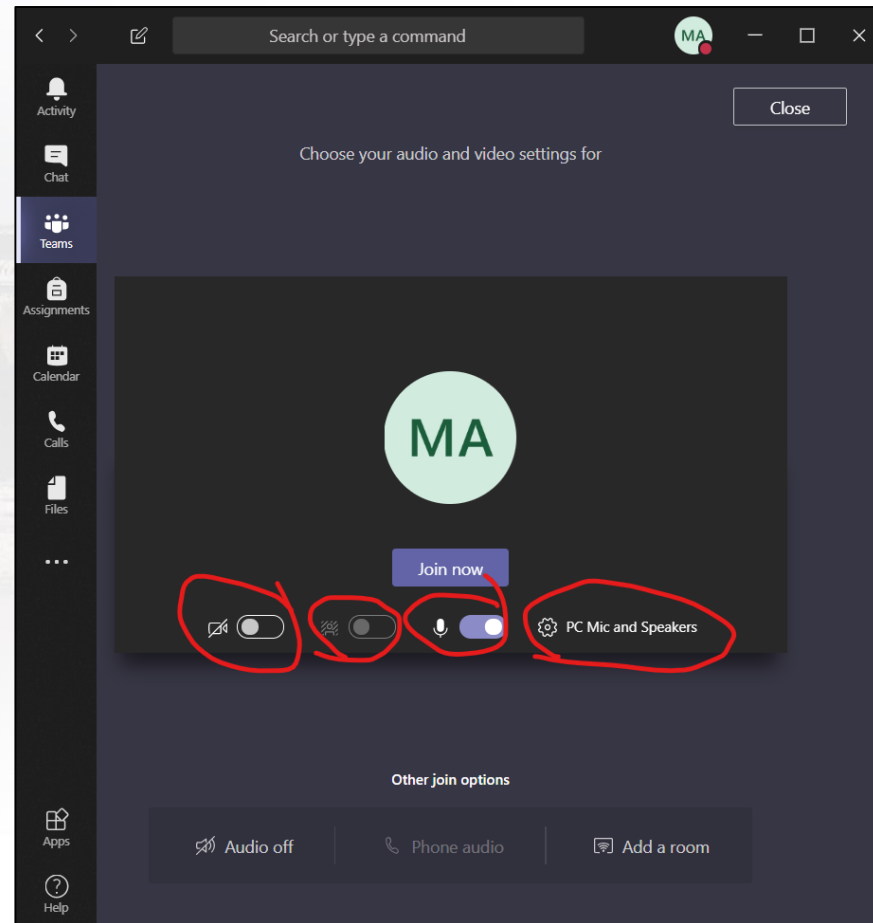 Search or type a command
MA
Activity
Chat
Teams
Assignments
Calendar
Calls
Files
Apps
Help
Close
Choose your audio and video settings for
MA
Join now
PC Mic and Speakers
Other join options
Audio off
Phone audio
Add a room